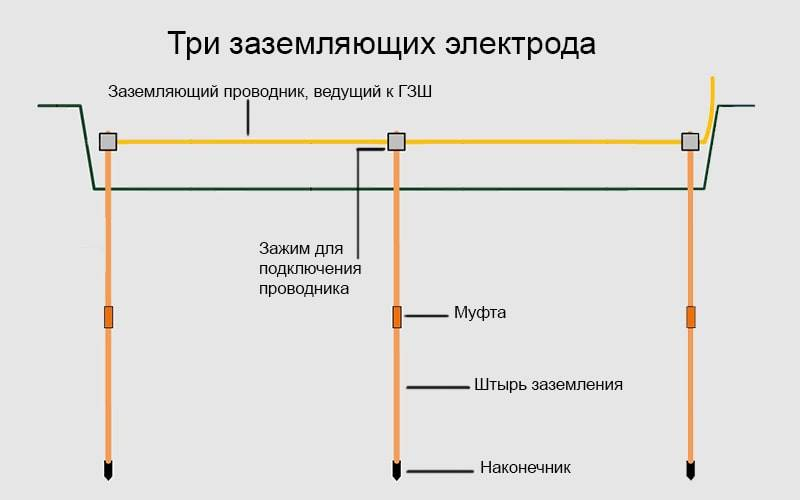 Три заземляющих электрода
Заземляющий проводник, ведущий к ГЗШ
Зажим для
подключения
проводника
Муфта
Штырь заземления
Наконечник